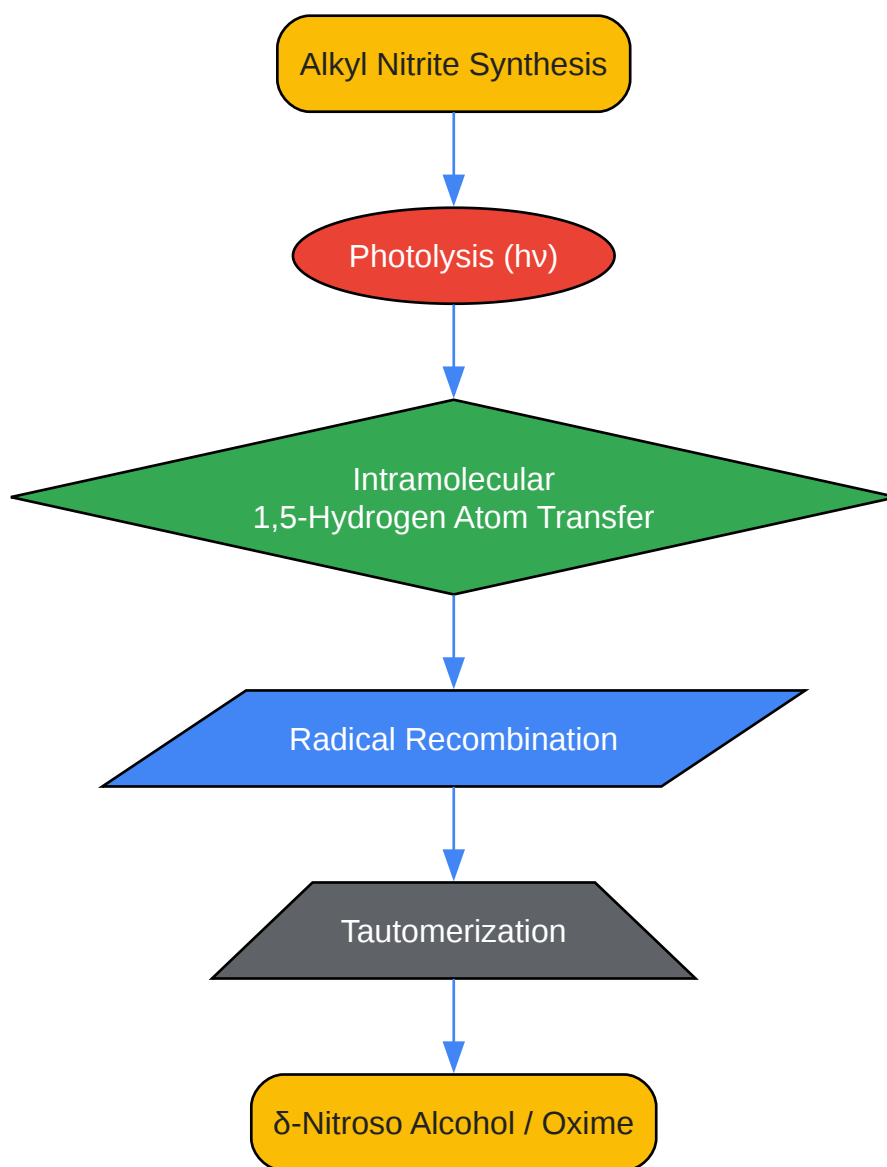 Alkyl Nitrite Synthesis
Photolysis (hν)
Intramolecular
1,5-Hydrogen Atom Transfer
Radical Recombination
Tautomerization
δ-Nitroso Alcohol / Oxime